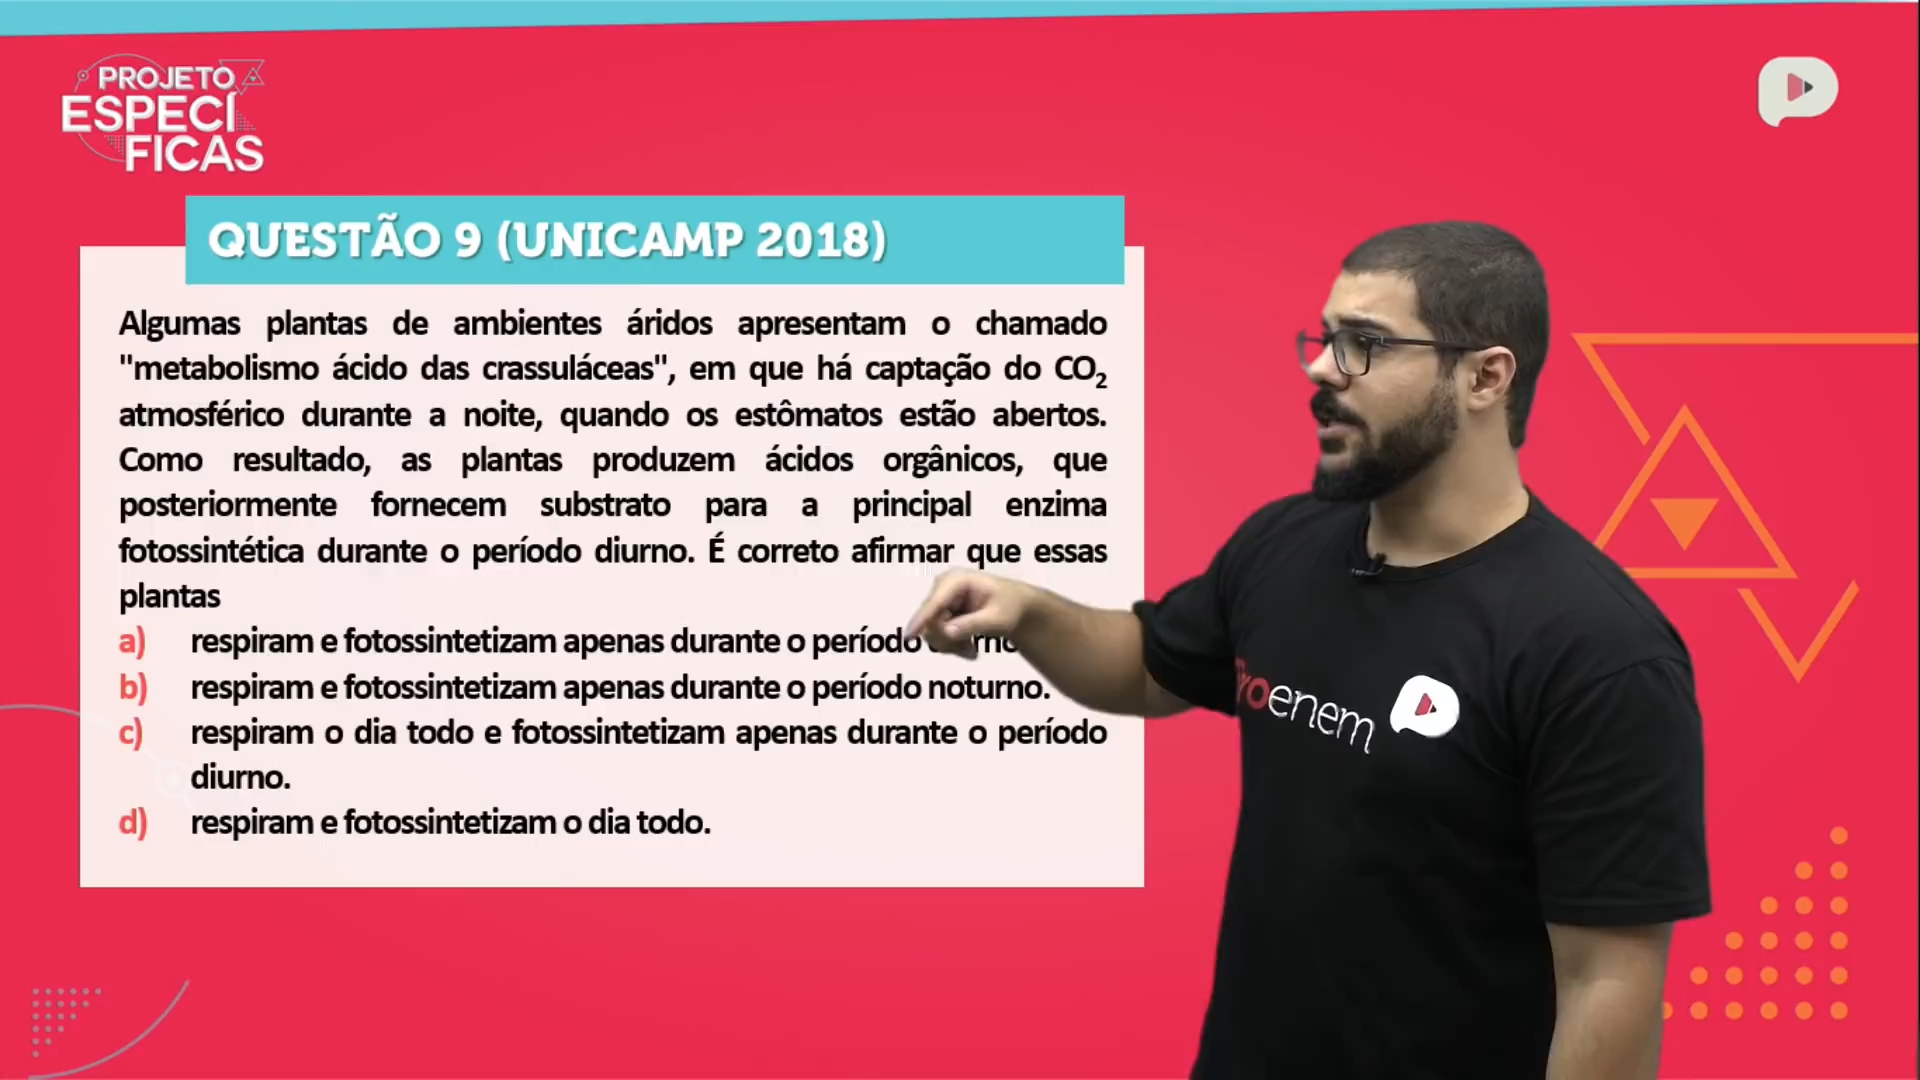 PROJETO
ESPECÍ
FICAS
QUESTÃO 9 (UNICAMP 2018)
Algumas plantas de ambientes áridos apresentam o chamado
"metabolismo ácido das crassuláceas", em que há captação do CO₂
atmosférico durante a noite, quando os estômatos estão abertos.
Como resultado, as plantas produzem ácidos orgânicos, que
posteriormente fornecem substrato para a principal enzima
fotossintética durante o período diurno. É correto afirmar que essas
plantas
a) respiram e fotossintetizam apenas durante o período
b) respiram e fotossintetizam apenas durante o período noturno.
c) respiram o dia todo e fotossintetizam apenas durante o período
diurno.
d) respiram e fotossintetizam o dia todo.
Proenem